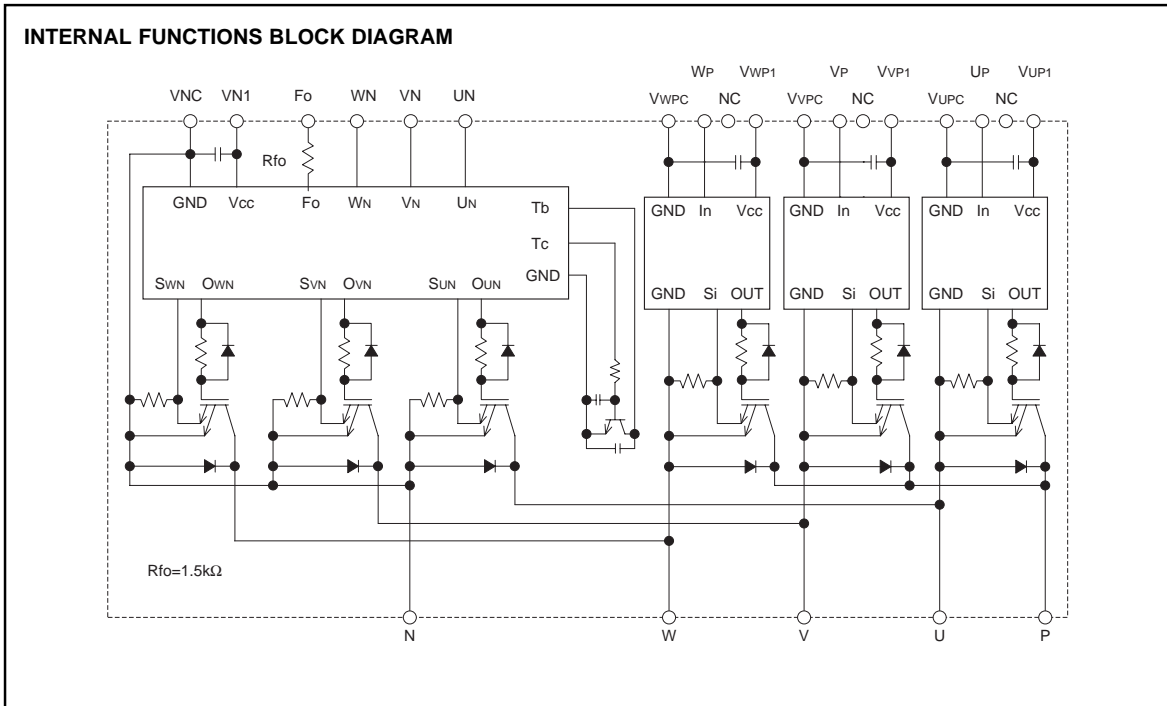 INTERNAL FUNCTIONS BLOCK DIAGRAM
WP VWP1 VP VVP1 UP VUP1
VNC VN1 Fo WN VN UN VWPC NC VVPC NC VUPC NC
Rfo
GND Vcc Fo WN VN UN
Tb
Tc
GND
SWN OWN SVN OVN SUN OUN
GND In Vcc GND In Vcc GND In Vcc
GND Si OUT GND Si OUT GND Si OUT
Rfo=1.5kΩ
N W V U P